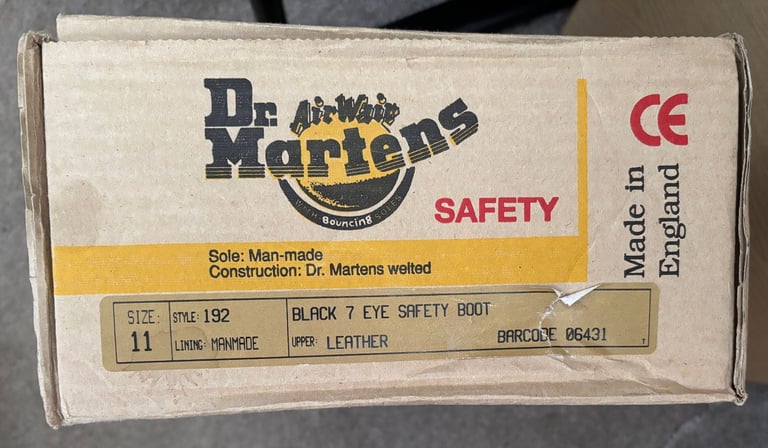 Dr. AirWair
Martens
WITH Bouncing SOLES
SAFETY
CE
Made in
England
Sole: Man-made
Construction: Dr. Martens welted
SIZE: 11
STYLE: 192
LINING: MANMADE
BLACK 7 EYE SAFETY BOOT
UPPER: LEATHER
BARCODE 06431
T